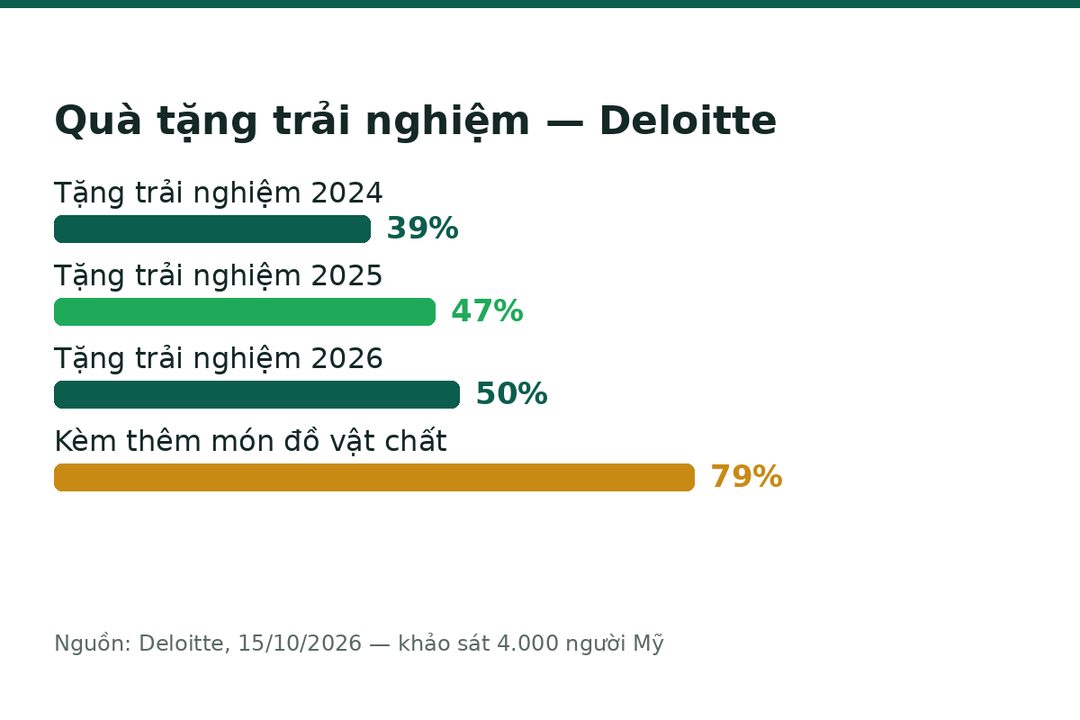 Quà tặng trải nghiệm — Deloitte
Tặng trải nghiệm 2024
39%
Tặng trải nghiệm 2025
47%
Tặng trải nghiệm 2026
50%
Kèm thêm món đồ vật chất
79%
Nguồn: Deloitte, 15/10/2026 — khảo sát 4.000 người Mỹ